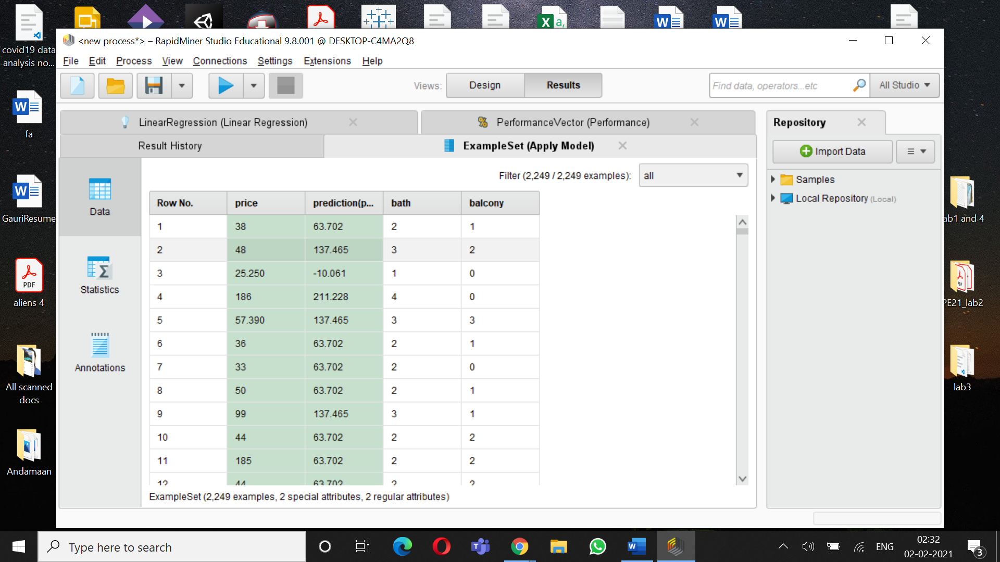 <new process*> – RapidMiner Studio Educational 9.8.001 @ DESKTOP-C4MA2Q8
File Edit Process View Connections Settings Extensions Help
Views: Design Results
Find data, operators...etc
All Studio
LinearRegression (Linear Regression)
PerformanceVector (Performance)
Result History
ExampleSet (Apply Model)
Data
Statistics
Annotations
Filter (2,249 / 2,249 examples): all
Row No. price prediction(p... bath balcony
1 38 63.702 2 1
2 48 137.465 3 2
3 25.250 -10.061 1 0
4 186 211.228 4 0
5 57.390 137.465 3 3
6 36 63.702 2 1
7 33 63.702 2 0
8 50 63.702 2 1
9 99 137.465 3 1
10 44 63.702 2 2
11 185 63.702 2 2
12 44 63.702 2 2
ExampleSet (2,249 examples, 2 special attributes, 2 regular attributes)
Repository
Import Data
Samples
Local Repository (Local)
covid19 data
analysis no...
fa
GauriResume
PDF
aliens 4
All scanned
docs
Andamaan
ab1 and 4
PE21_lab2
lab3
Type here to search
ENG
02:32
02-02-2021
3